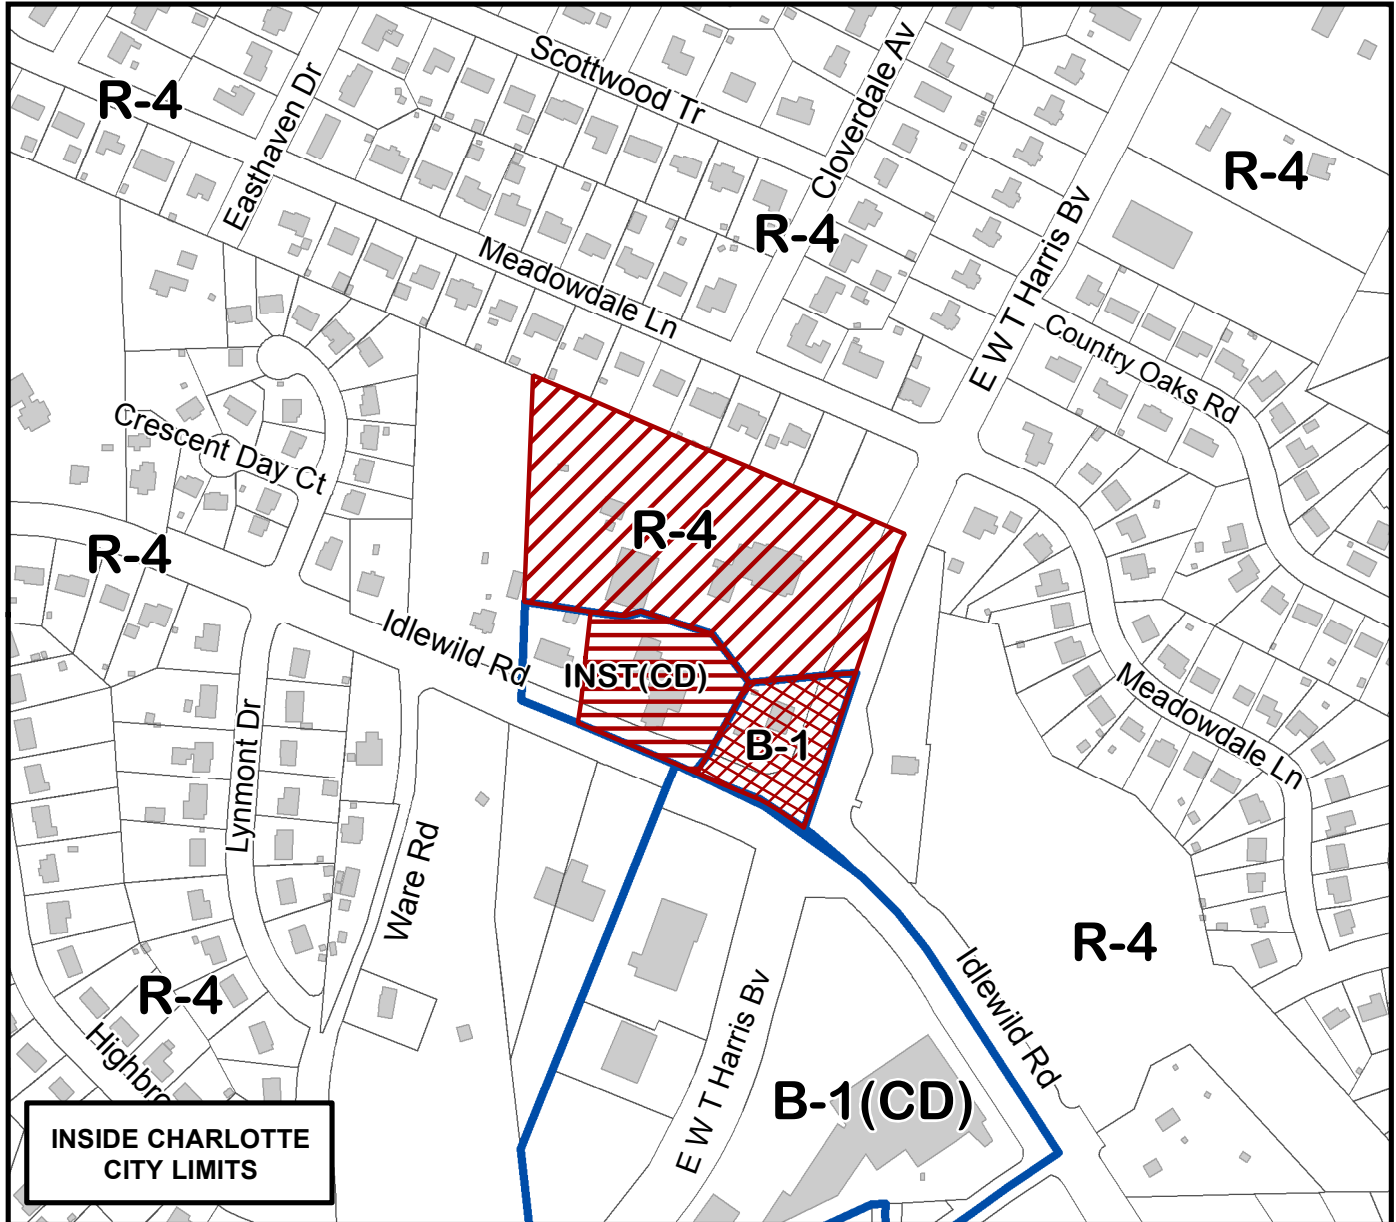 Scottwood Tr
Cloverdale Av
R-4
Easthaven Dr
R-4
R-4
E W T Harris Bv
Meadowdale Ln
Country Oaks Rd
Crescent Day Ct
R-4
R-4
Idlewild Rd
INST(CD)
Meadowdale Ln
B-1
Lynmont Dr
Ware Rd
R-4
R-4
Idlewild Rd
E W T Harris Bv
Highbro
B-1(CD)
INSIDE CHARLOTTE
CITY LIMITS